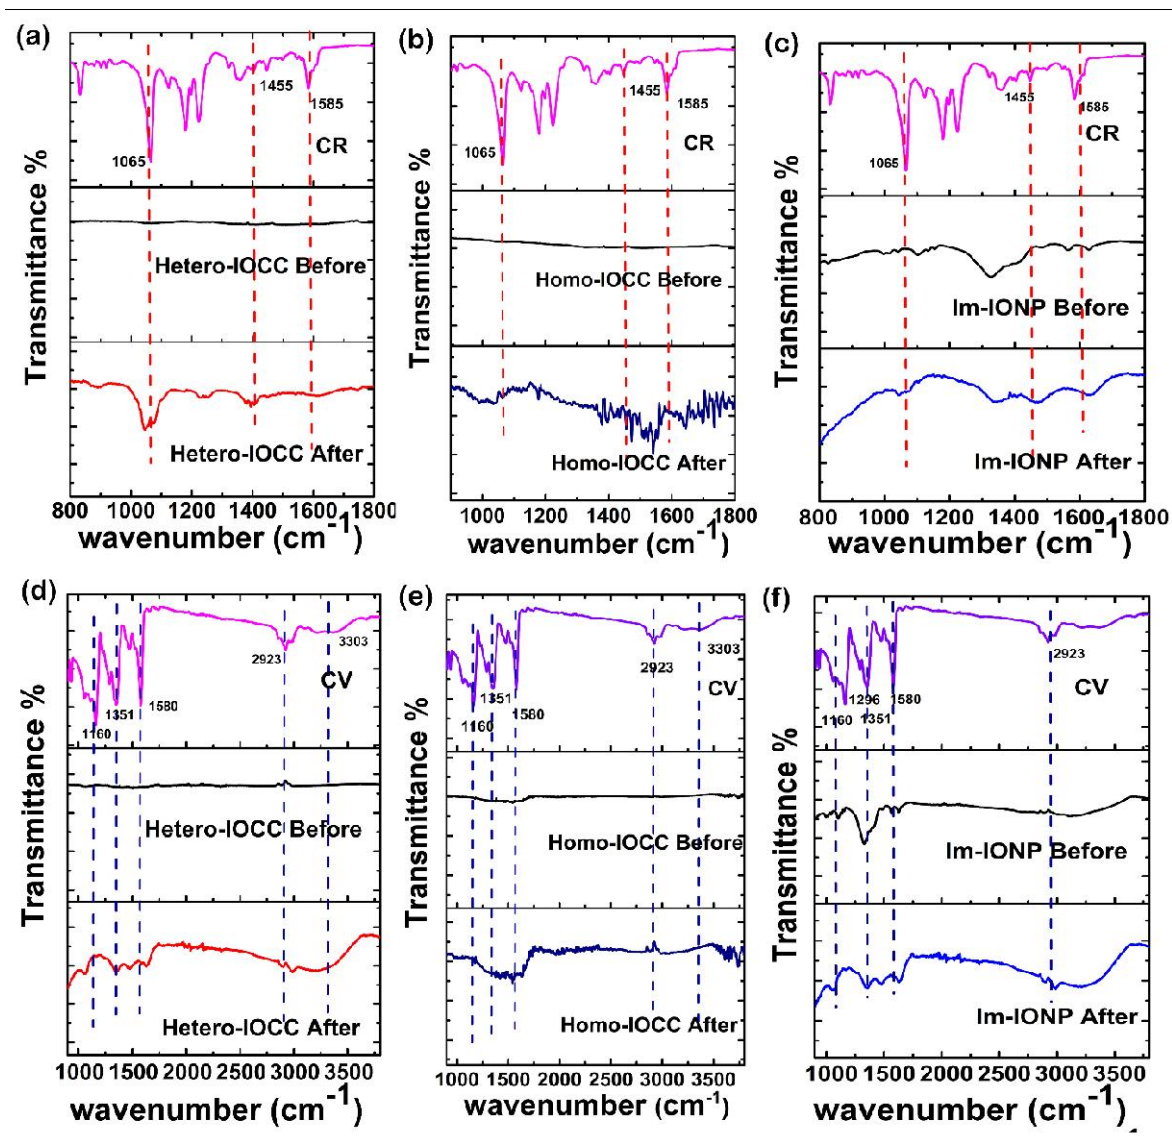 (a)
1455
1585
CR
1065
Hetero-IOCC Before
Hetero-IOCC After
Transmittance %
800 1000 1200 1400 1600 1800
wavenumber (cm-1)
(b)
1455
1585
CR
1065
Homo-IOCC Before
Homo-IOCC After
Transmittance %
1000 1200 1400 1600 1800
wavenumber (cm-1)
(c)
1455
1585
CR
1065
Im-IONP Before
Im-IONP After
Transmittance %
800 1000 1200 1400 1600 1800
wavenumber (cm-1)
(d)
3303
2923
CV
1351 1580
1160
Hetero-IOCC Before
Hetero-IOCC After
Transmittance %
1000 1500 2000 2500 3000 3500
wavenumber (cm-1)
(e)
3303
2923
CV
1351
1580
1160
Homo-IOCC Before
Homo-IOCC After
Transmittance %
1000 1500 2000 2500 3000 3500
wavenumber (cm-1)
(f)
2923
CV
1296 1580
1160 1351
Im-IONP Before
Im-IONP After
Transmittance %
1000 1500 2000 2500 3000 3500
wavenumber (cm-1)